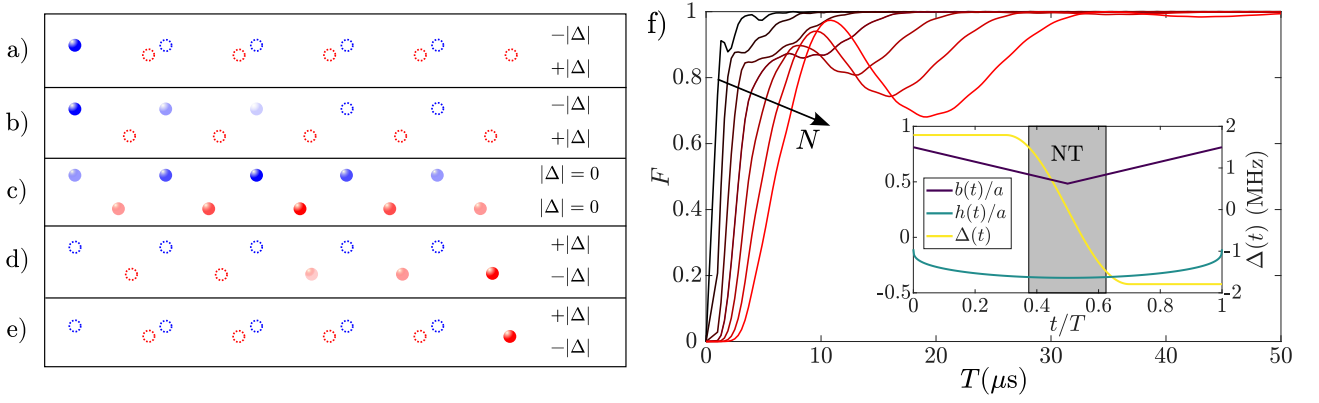 a)
−|Δ|
+|Δ|
b)
−|Δ|
+|Δ|
c)
|Δ| = 0
|Δ| = 0
d)
+|Δ|
−|Δ|
e)
+|Δ|
−|Δ|
f)
F
1
0.8
0.6
0.4
0.2
0
0 10 20 30 40 50
T(μs)
N
NT
1
0.5
0
-0.5
2
1
0
-1
-2
Δ(t) (MHz)
b(t)/a
h(t)/a
Δ(t)
0 0.2 0.4 0.6 0.8 1
t/T